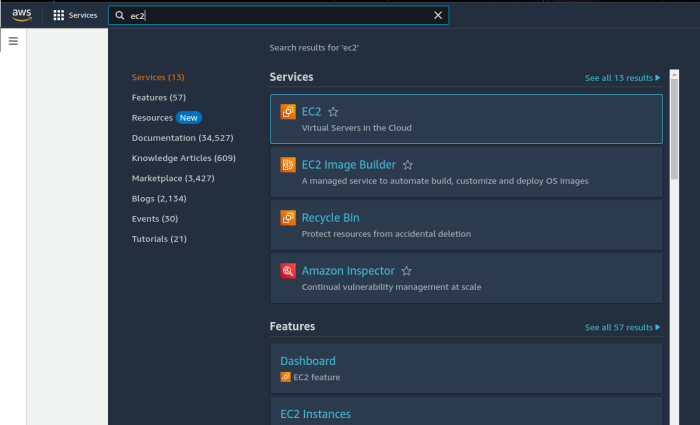 aws
Services
ec2
Search results for 'ec2'
Services (13)
Features (57)
Resources New
Documentation (34,527)
Knowledge Articles (609)
Marketplace (3,427)
Blogs (2,134)
Events (30)
Tutorials (21)
Services
See all 13 results
EC2
Virtual Servers in the Cloud
EC2 Image Builder
A managed service to automate build, customize and deploy OS images
Recycle Bin
Protect resources from accidental deletion
Amazon Inspector
Continual vulnerability management at scale
Features
See all 57 results
Dashboard
EC2 feature
EC2 Instances